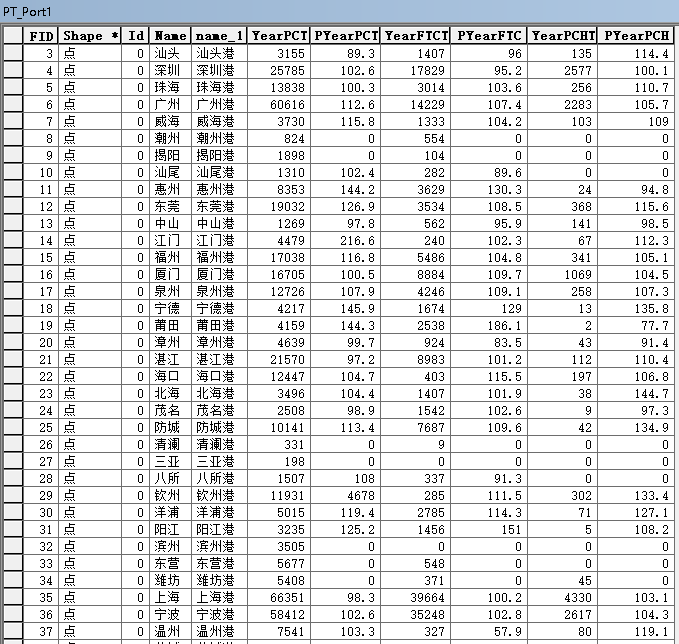 PT_Port1
FID Shape * Id Name name_1 YearPCT PYearPCT YearFTCT PYearFTC YearPCHT PYearPCH
3 点 0 汕头 汕头港 3155 89.3 1407 96 135 114.4
4 点 0 深圳 深圳港 25785 102.6 17829 95.2 2577 100.1
5 点 0 珠海 珠海港 13838 100.3 3014 103.6 256 110.7
6 点 0 广州 广州港 60616 112.6 14229 107.4 2283 105.7
7 点 0 威海 威海港 3730 115.8 1333 104.2 103 109
8 点 0 潮州 潮州港 824 0 554 0 0 0
9 点 0 揭阳 揭阳港 1898 0 104 0 0 0
10 点 0 汕尾 汕尾港 1310 102.4 282 89.6 0 0
11 点 0 惠州 惠州港 8353 144.2 3629 130.3 24 94.8
12 点 0 东莞 东莞港 19032 126.9 3534 108.5 368 115.6
13 点 0 中山 中山港 1269 97.8 562 95.9 141 98.5
14 点 0 江门 江门港 4479 216.6 240 102.3 67 112.3
15 点 0 福州 福州港 17038 116.8 5486 104.8 341 105.1
16 点 0 厦门 厦门港 16705 100.5 8884 109.7 1069 104.5
17 点 0 泉州 泉州港 12726 107.9 4246 109.1 258 107.3
18 点 0 宁德 宁德港 4217 145.9 1674 129 13 135.8
19 点 0 莆田 莆田港 4159 144.3 2538 186.1 2 77.7
20 点 0 漳州 漳州港 4639 99.7 924 83.5 43 91.4
21 点 0 湛江 湛江港 21570 97.2 8983 101.2 112 110.4
22 点 0 海口 海口港 12447 104.7 403 115.5 197 106.8
23 点 0 北海 北海港 3496 104.4 1407 101.9 38 144.7
24 点 0 茂名 茂名港 2508 98.9 1542 102.6 9 97.3
25 点 0 防城 防城港 10141 113.4 7687 109.6 42 134.9
26 点 0 清澜 清澜港 331 0 9 0 0 0
27 点 0 三亚 三亚港 198 0 0 0 0 0
28 点 0 八所 八所港 1507 108 337 91.3 0 0
29 点 0 钦州 钦州港 11931 4678 285 111.5 302 133.4
30 点 0 洋浦 洋浦港 5015 119.4 2785 114.3 71 127.1
31 点 0 阳江 阳江港 3235 125.2 1456 151 5 108.2
32 点 0 滨州 滨州港 3505 0 0 0 0 0
33 点 0 东营 东营港 5677 0 548 0 0 0
34 点 0 潍坊 潍坊港 5408 0 371 0 45 0
35 点 0 上海 上海港 66351 98.3 39664 100.2 4330 103.1
36 点 0 宁波 宁波港 58412 102.6 35248 102.8 2617 104.3
37 点 0 温州 温州港 7541 103.3 327 57.9 80 119.1